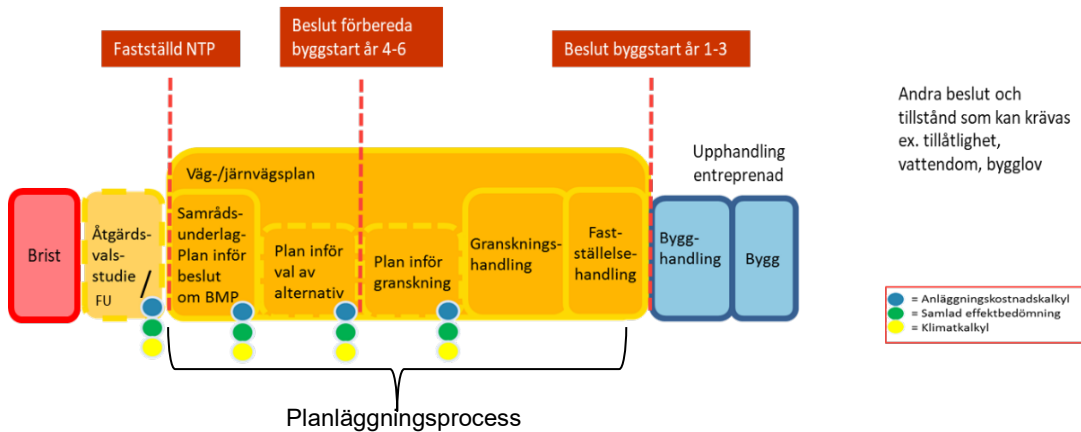 Fastställd NTP
Beslut förbereda
byggstart år 4-6
Beslut byggstart år 1-3
Andra beslut och
tillstånd som kan krävas
ex. tillåtlighet,
vattendom, bygglov
Väg-/järnvägsplan
Upphandling
entreprenad
Brist
Åtgärds-
vals-
studie /
FU
Samråds-
underlag-
Plan inför
beslut
om BMP
Plan inför
val av
alternativ
Plan inför
granskning
Gransknings-
handling
Fast-
ställelse-
handling
Bygg-
handling
Bygg
= Anläggningskostnadskalkyl
= Samlad effektbedömning
= Klimatkalkyl
Planläggningsprocess